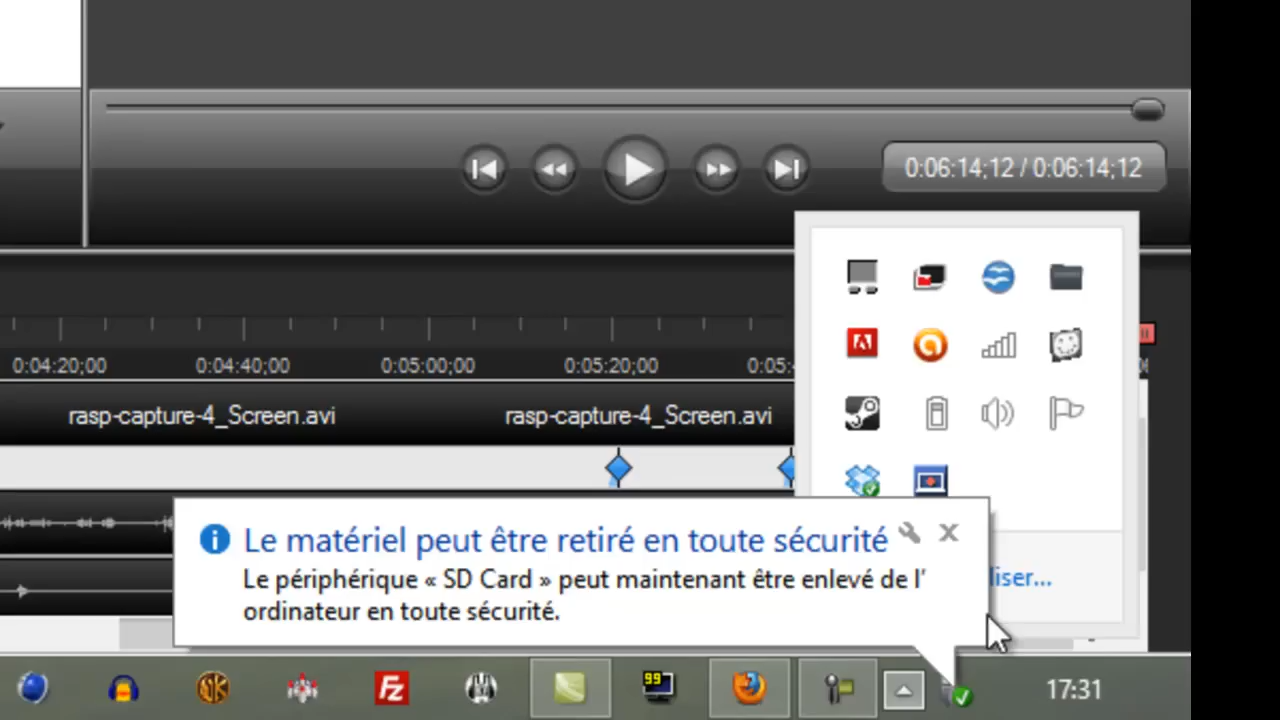 0:06:14;12 / 0:06:14;12
0:04:20;00 0:04:40;00 0:05:00;00 0:05:20;00
rasp-capture-4_Screen.avi rasp-capture-4_Screen.avi
Le matériel peut être retiré en toute sécurité
Le périphérique « SD Card » peut maintenant être enlevé de l'
ordinateur en toute sécurité.
liser...
99
17:31